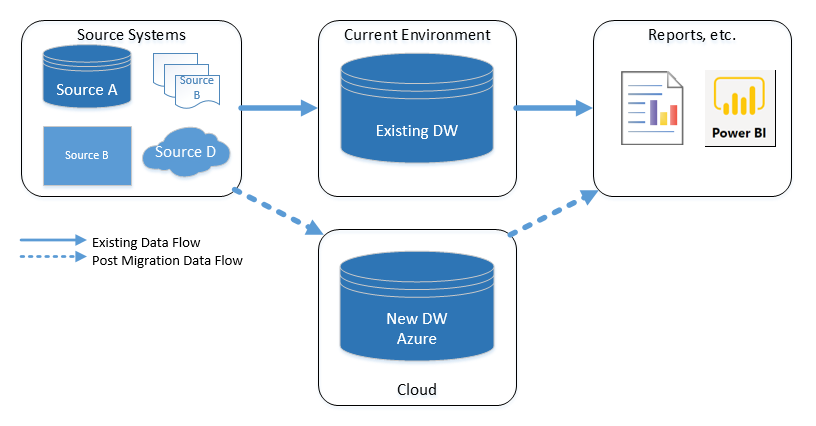 Source Systems
Source A
Source
B
Source B
Source D
Current Environment
Existing DW
Reports, etc.
Power BI
Existing Data Flow
Post Migration Data Flow
New DW
Azure
Cloud